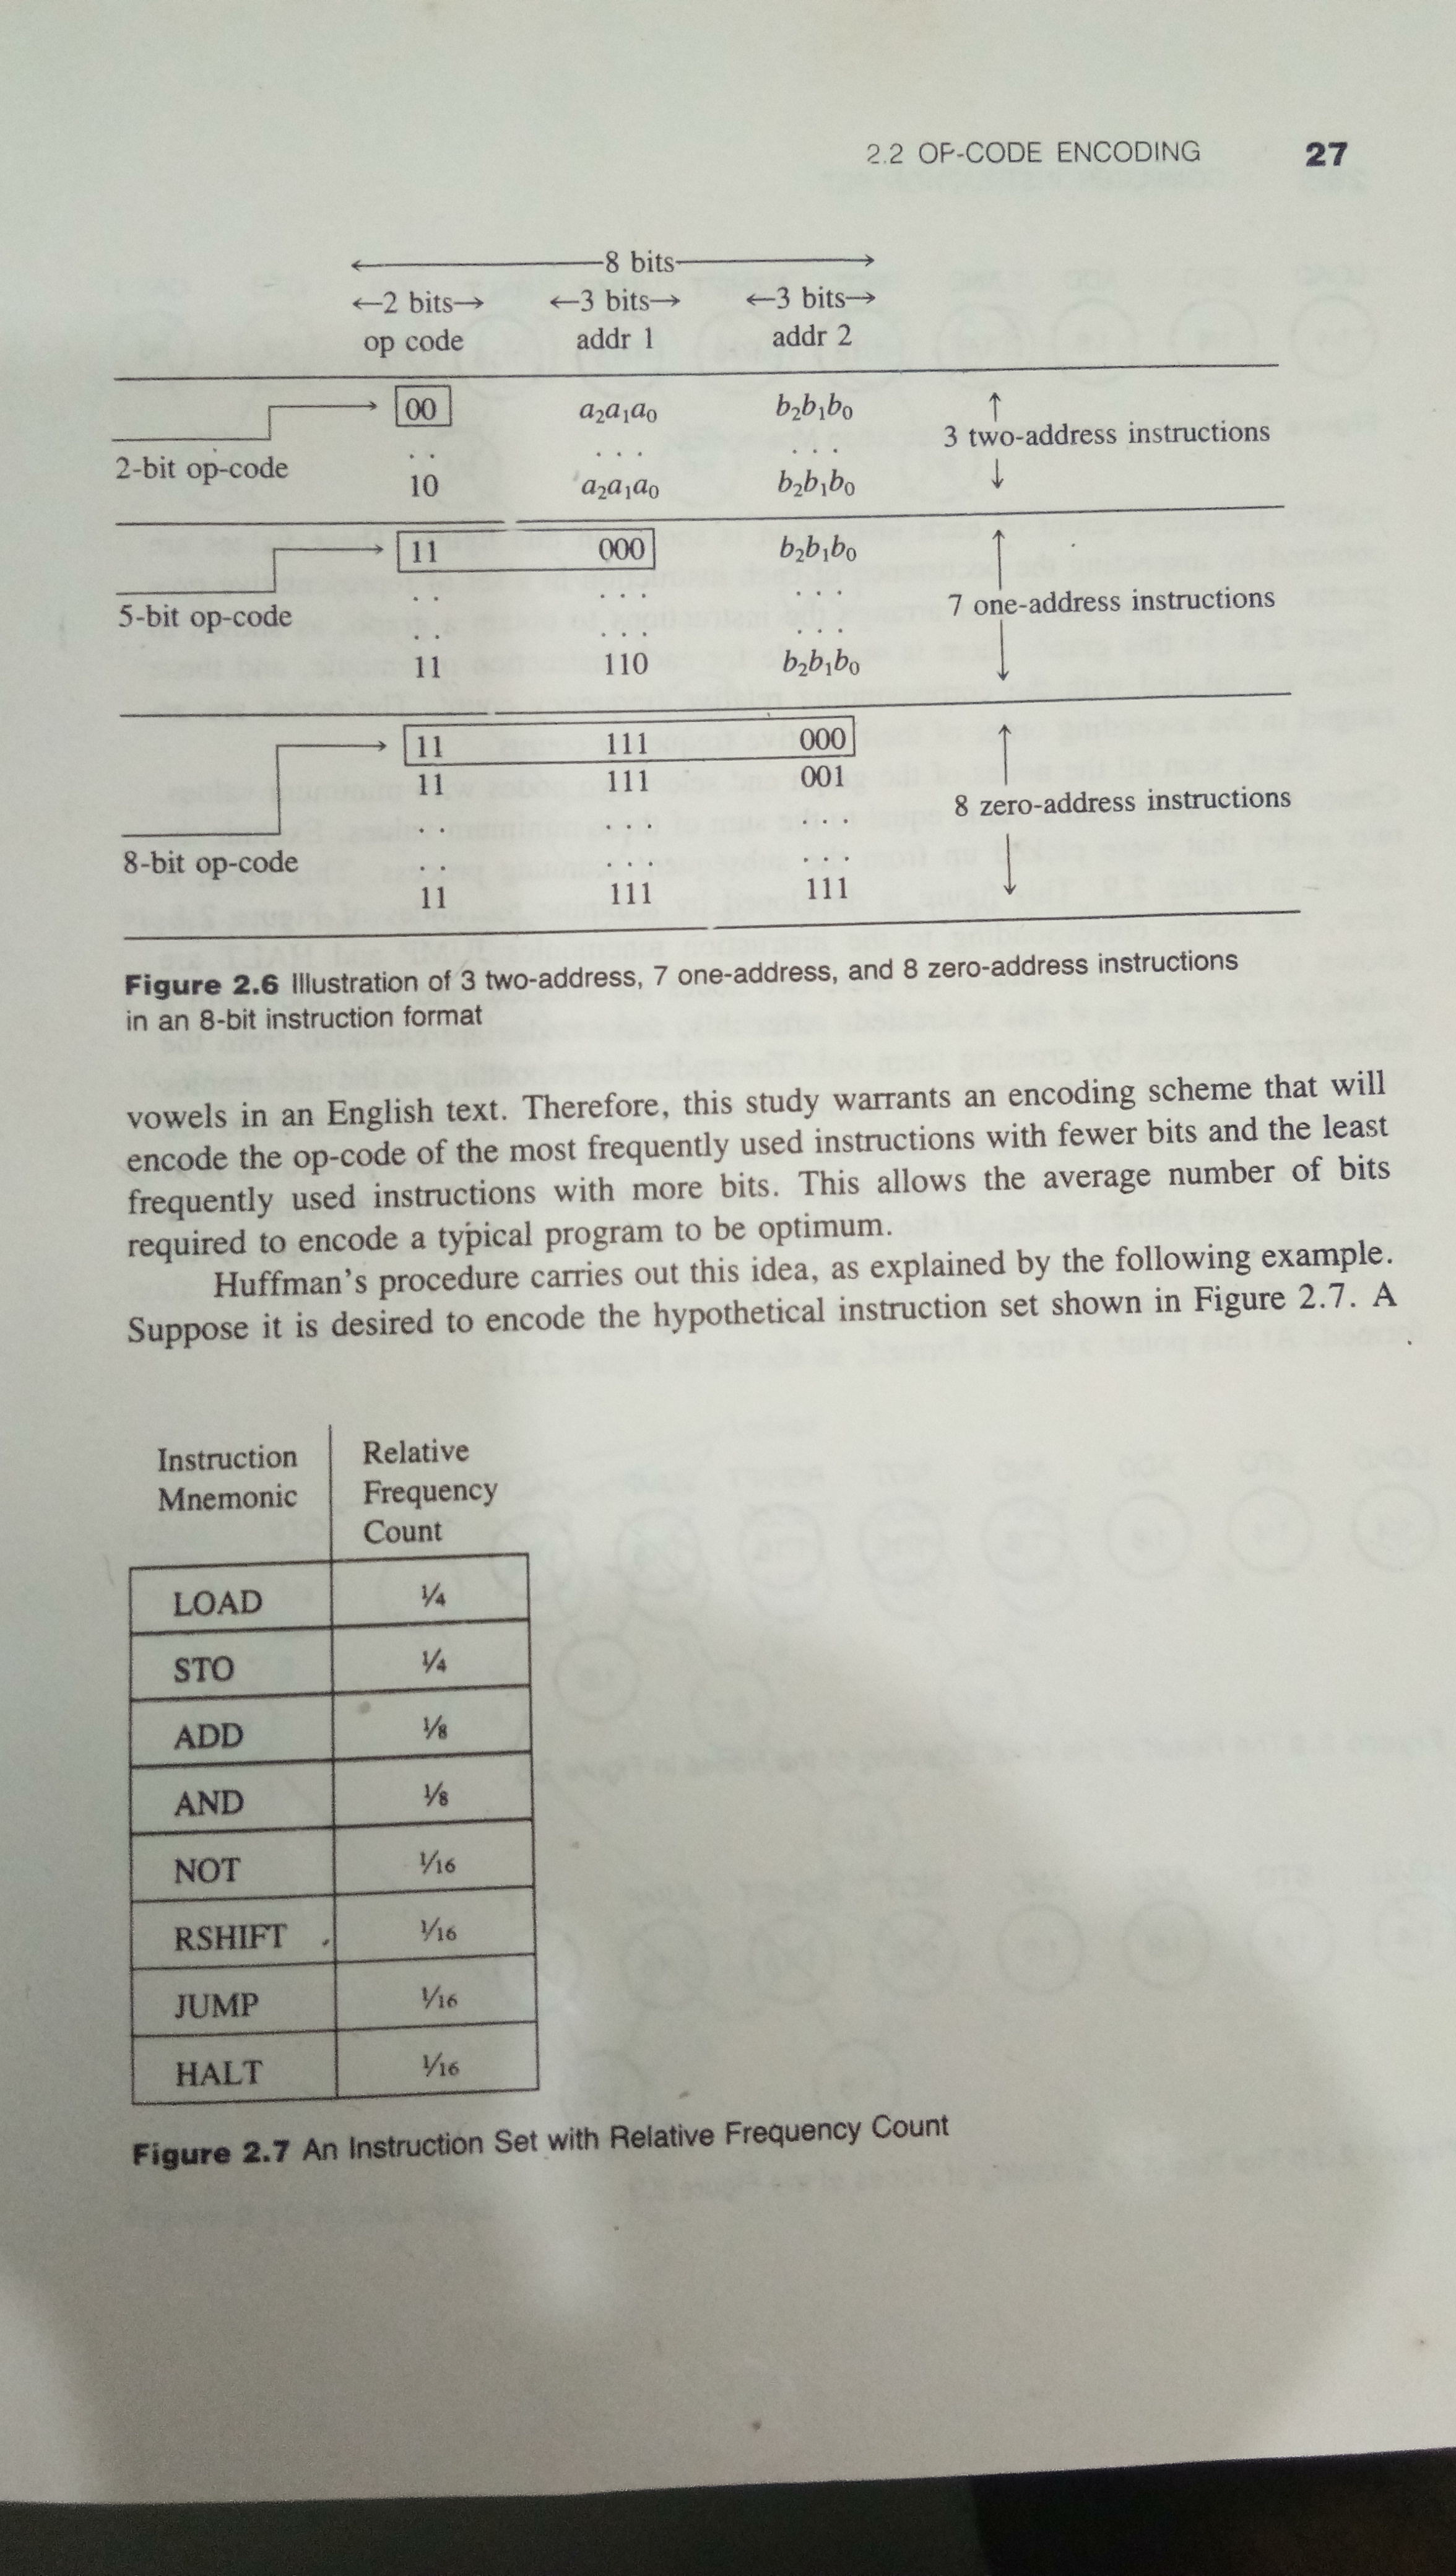 2.2 OP-CODE ENCODING 27
←8 bits→
←2 bits→ ←3 bits→ ←3 bits→
op code addr 1 addr 2
00 a₂a₁a₀ b₂b₁b₀ ↑
3 two-address instructions
2-bit op-code . . . . . . . .
10 a₂a₁a₀ b₂b₁b₀ ↓
11 000 b₂b₁b₀ ↑
. . . . . . . .
5-bit op-code 7 one-address instructions
. . . . . . . .
11 110 b₂b₁b₀ ↓
11 111 000 ↑
11 111 001
8 zero-address instructions
. . . . . . . .
8-bit op-code . . . . . . . .
11 111 111 ↓
Figure 2.6 Illustration of 3 two-address, 7 one-address, and 8 zero-address instructions
in an 8-bit instruction format
vowels in an English text. Therefore, this study warrants an encoding scheme that will
encode the op-code of the most frequently used instructions with fewer bits and the least
frequently used instructions with more bits. This allows the average number of bits
required to encode a typical program to be optimum.
Huffman's procedure carries out this idea, as explained by the following example.
Suppose it is desired to encode the hypothetical instruction set shown in Figure 2.7. A
Instruction Relative
Mnemonic Frequency
Count
LOAD 1/4
STO 1/4
ADD 1/8
AND 1/8
NOT 1/16
RSHIFT 1/16
JUMP 1/16
HALT 1/16
Figure 2.7 An Instruction Set with Relative Frequency Count